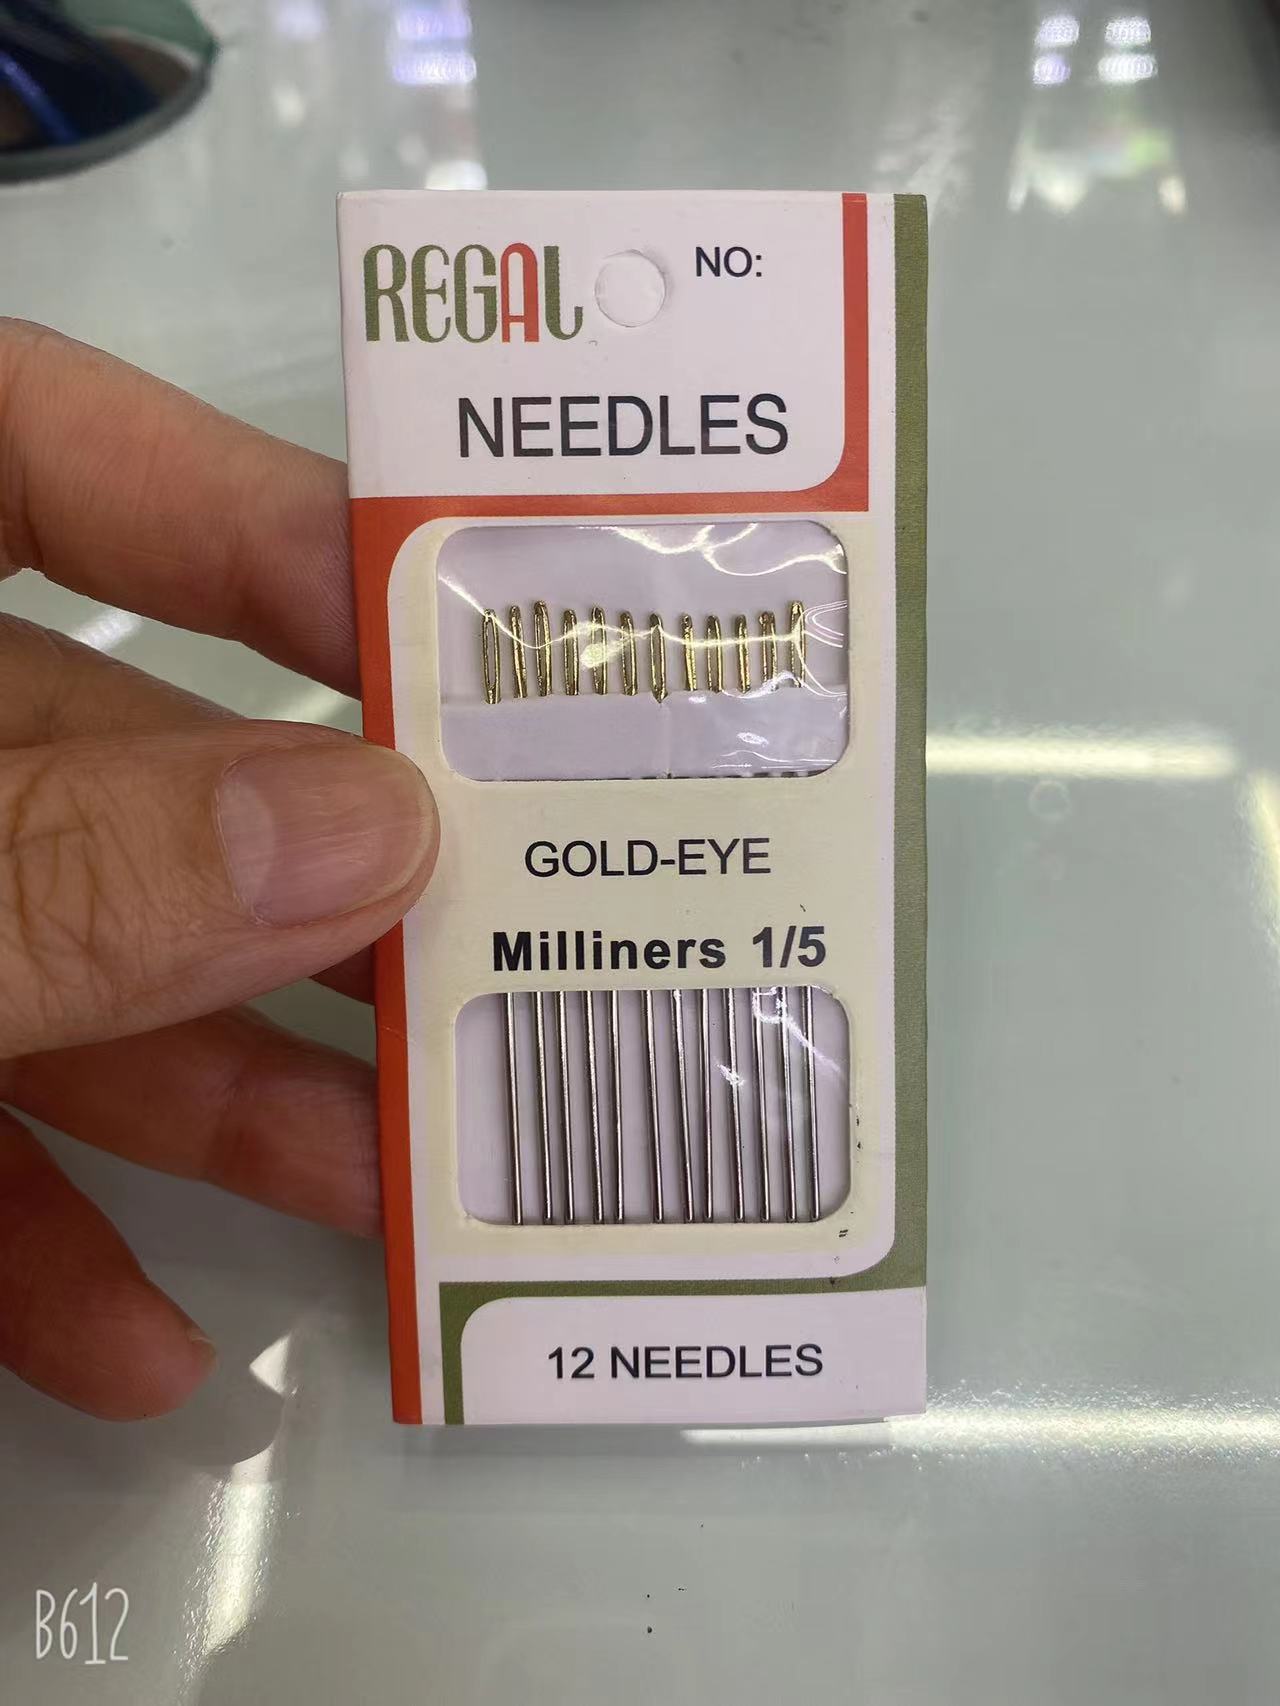 REGAL
NO:
NEEDLES
GOLD-EYE
Milliners 1/5
12 NEEDLES
B612